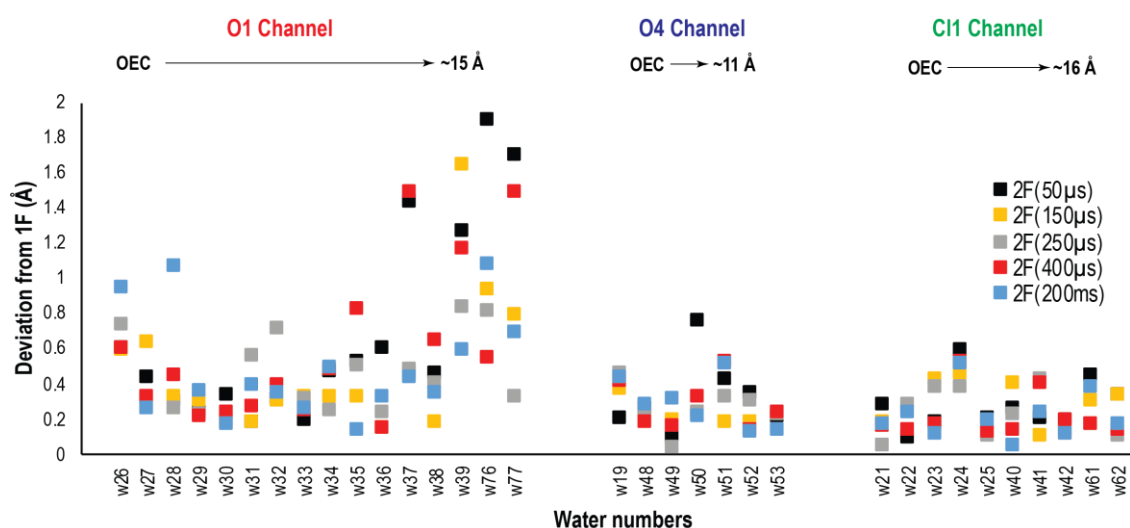 O1 Channel
O4 Channel
Cl1 Channel
OEC ~15 Å
OEC ~11 Å
OEC ~16 Å
Deviation from 1F (Å)
2
1.8
1.6
1.4
1.2
1
0.8
0.6
0.4
0.2
0
2F(50µs)
2F(150µs)
2F(250µs)
2F(400µs)
2F(200ms)
w26 w27 w28 w29 w30 w31 w32 w33 w34 w35 w36 w37 w38 w39 w76 w77 w19 w48 w49 w50 w51 w52 w53 w21 w22 w23 w24 w25 w40 w41 w42 w61 w62
Water numbers